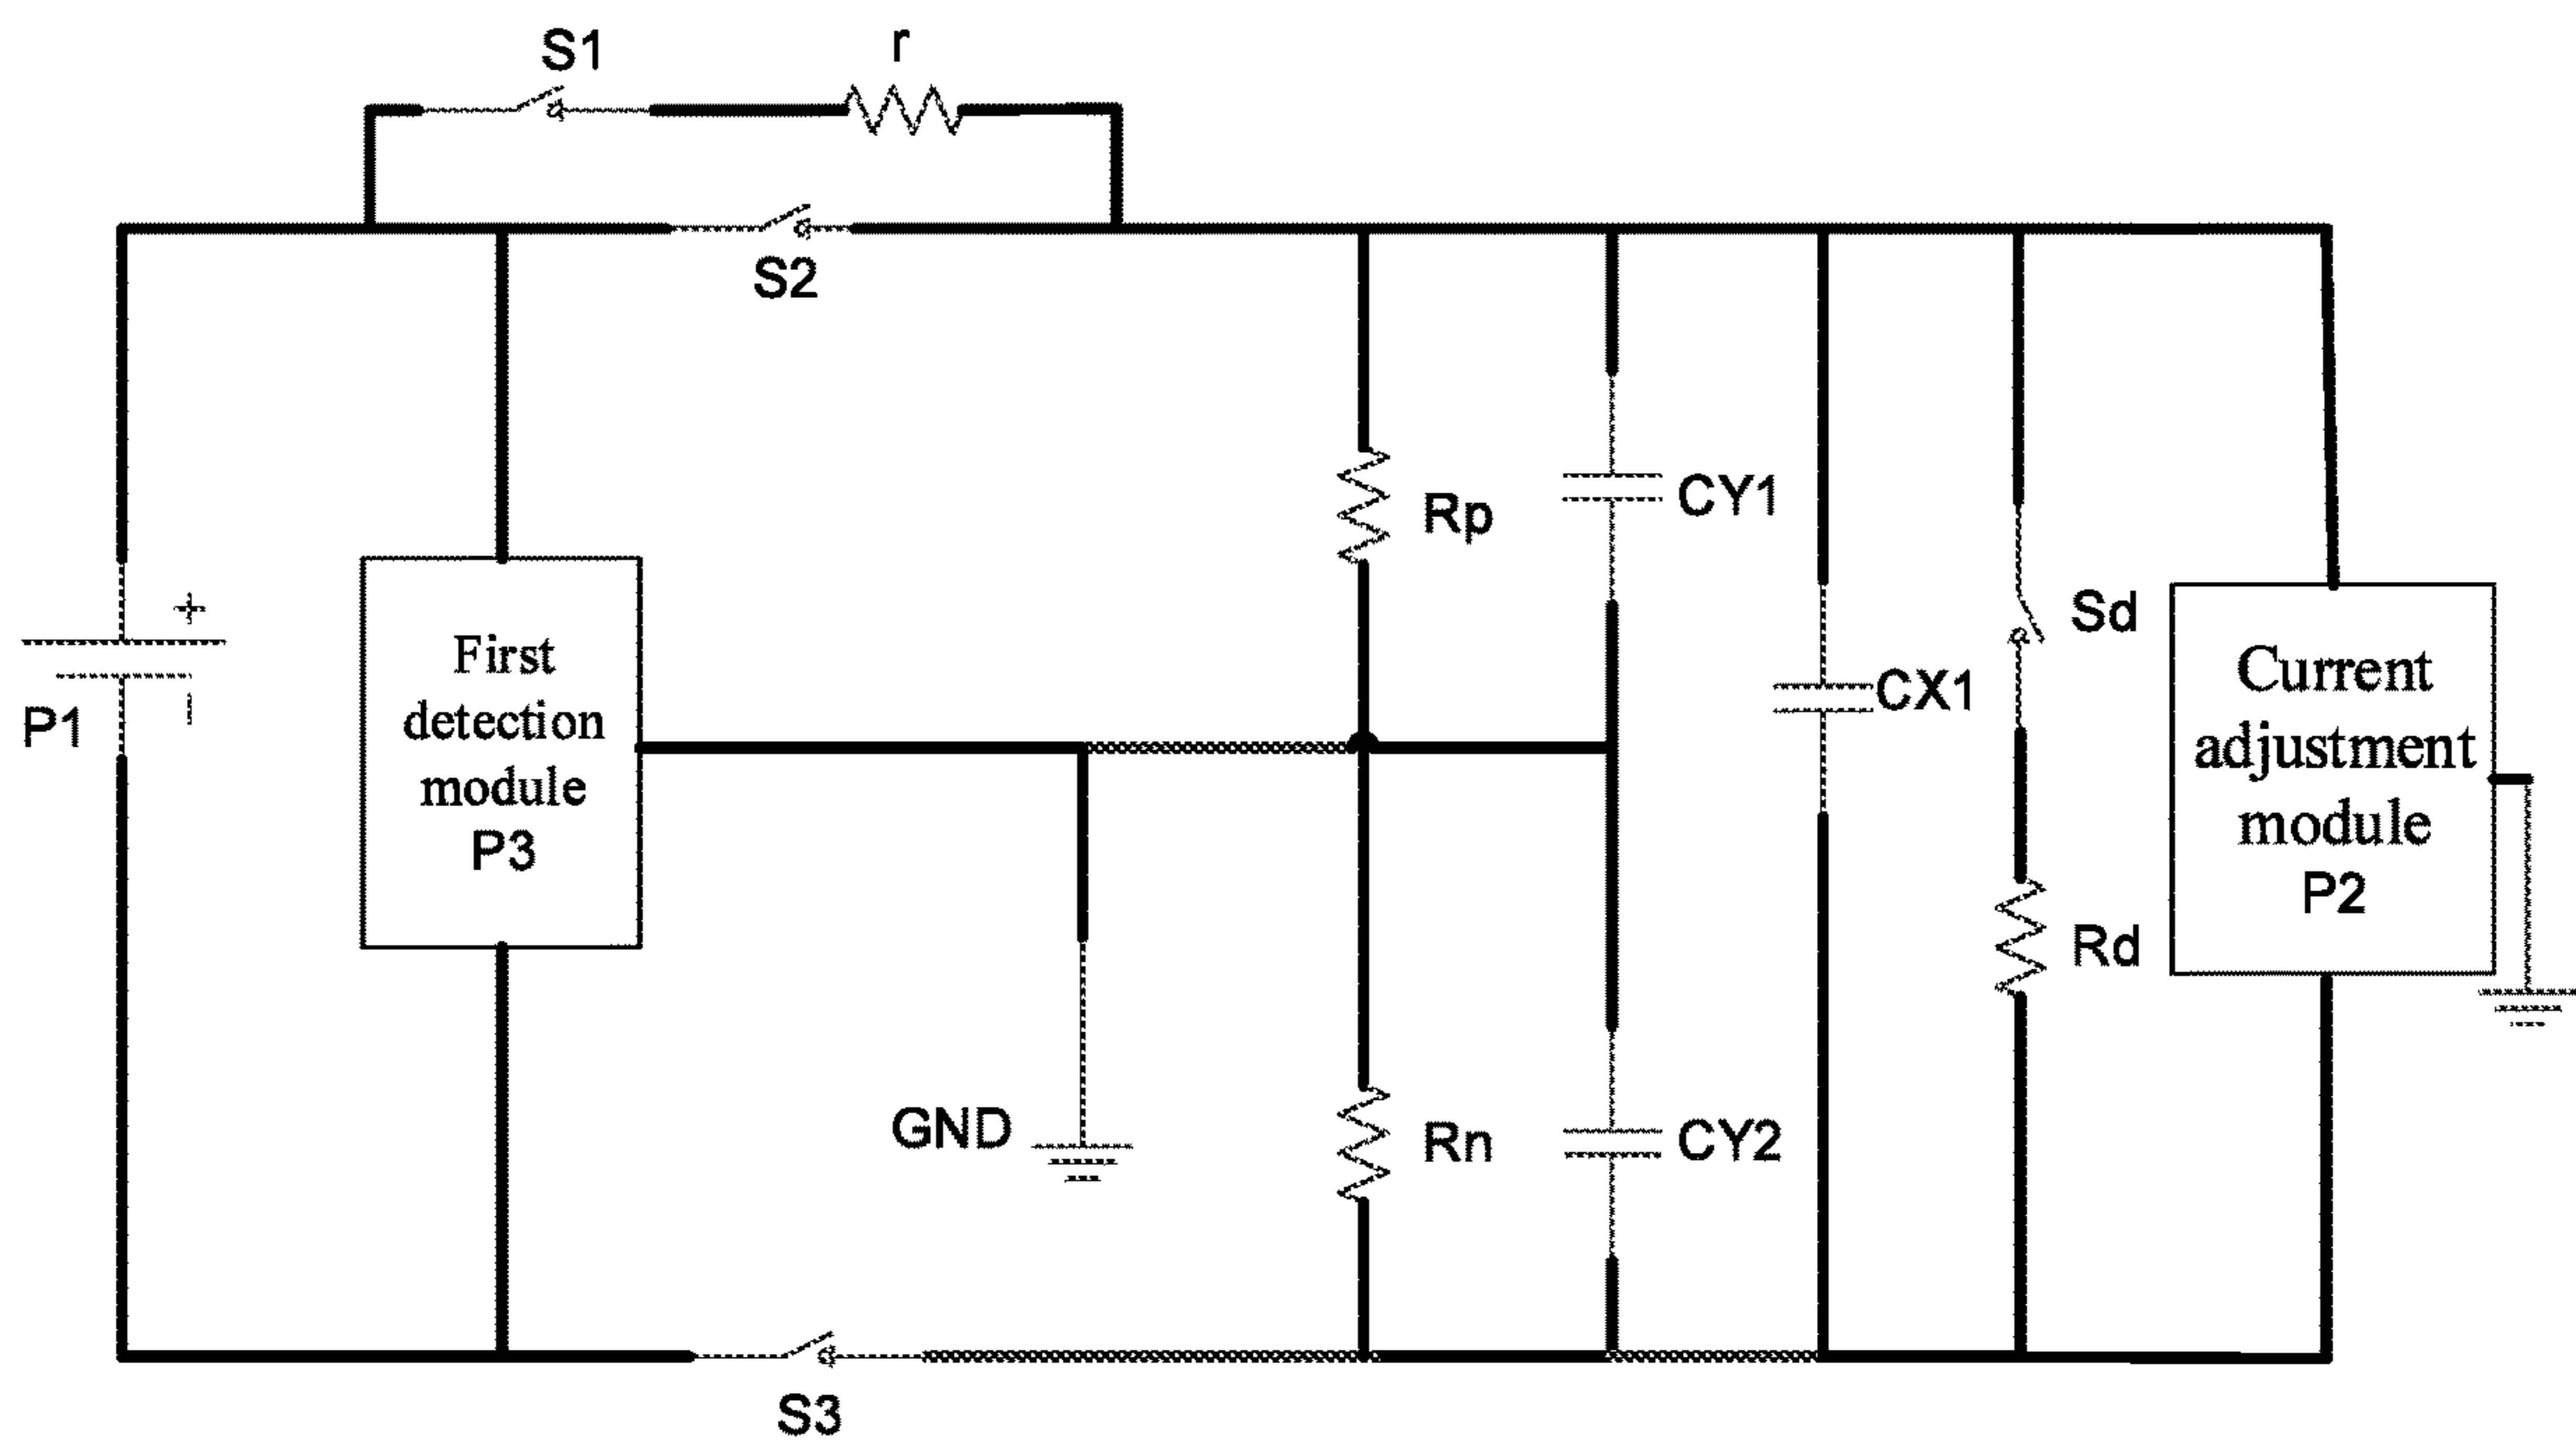 S1
r
S2
Rp
CY1
CX1
Sd
+
-
P1
First
detection
module
P3
Current
adjustment
module
P2
Rd
GND
Rn
CY2
S3